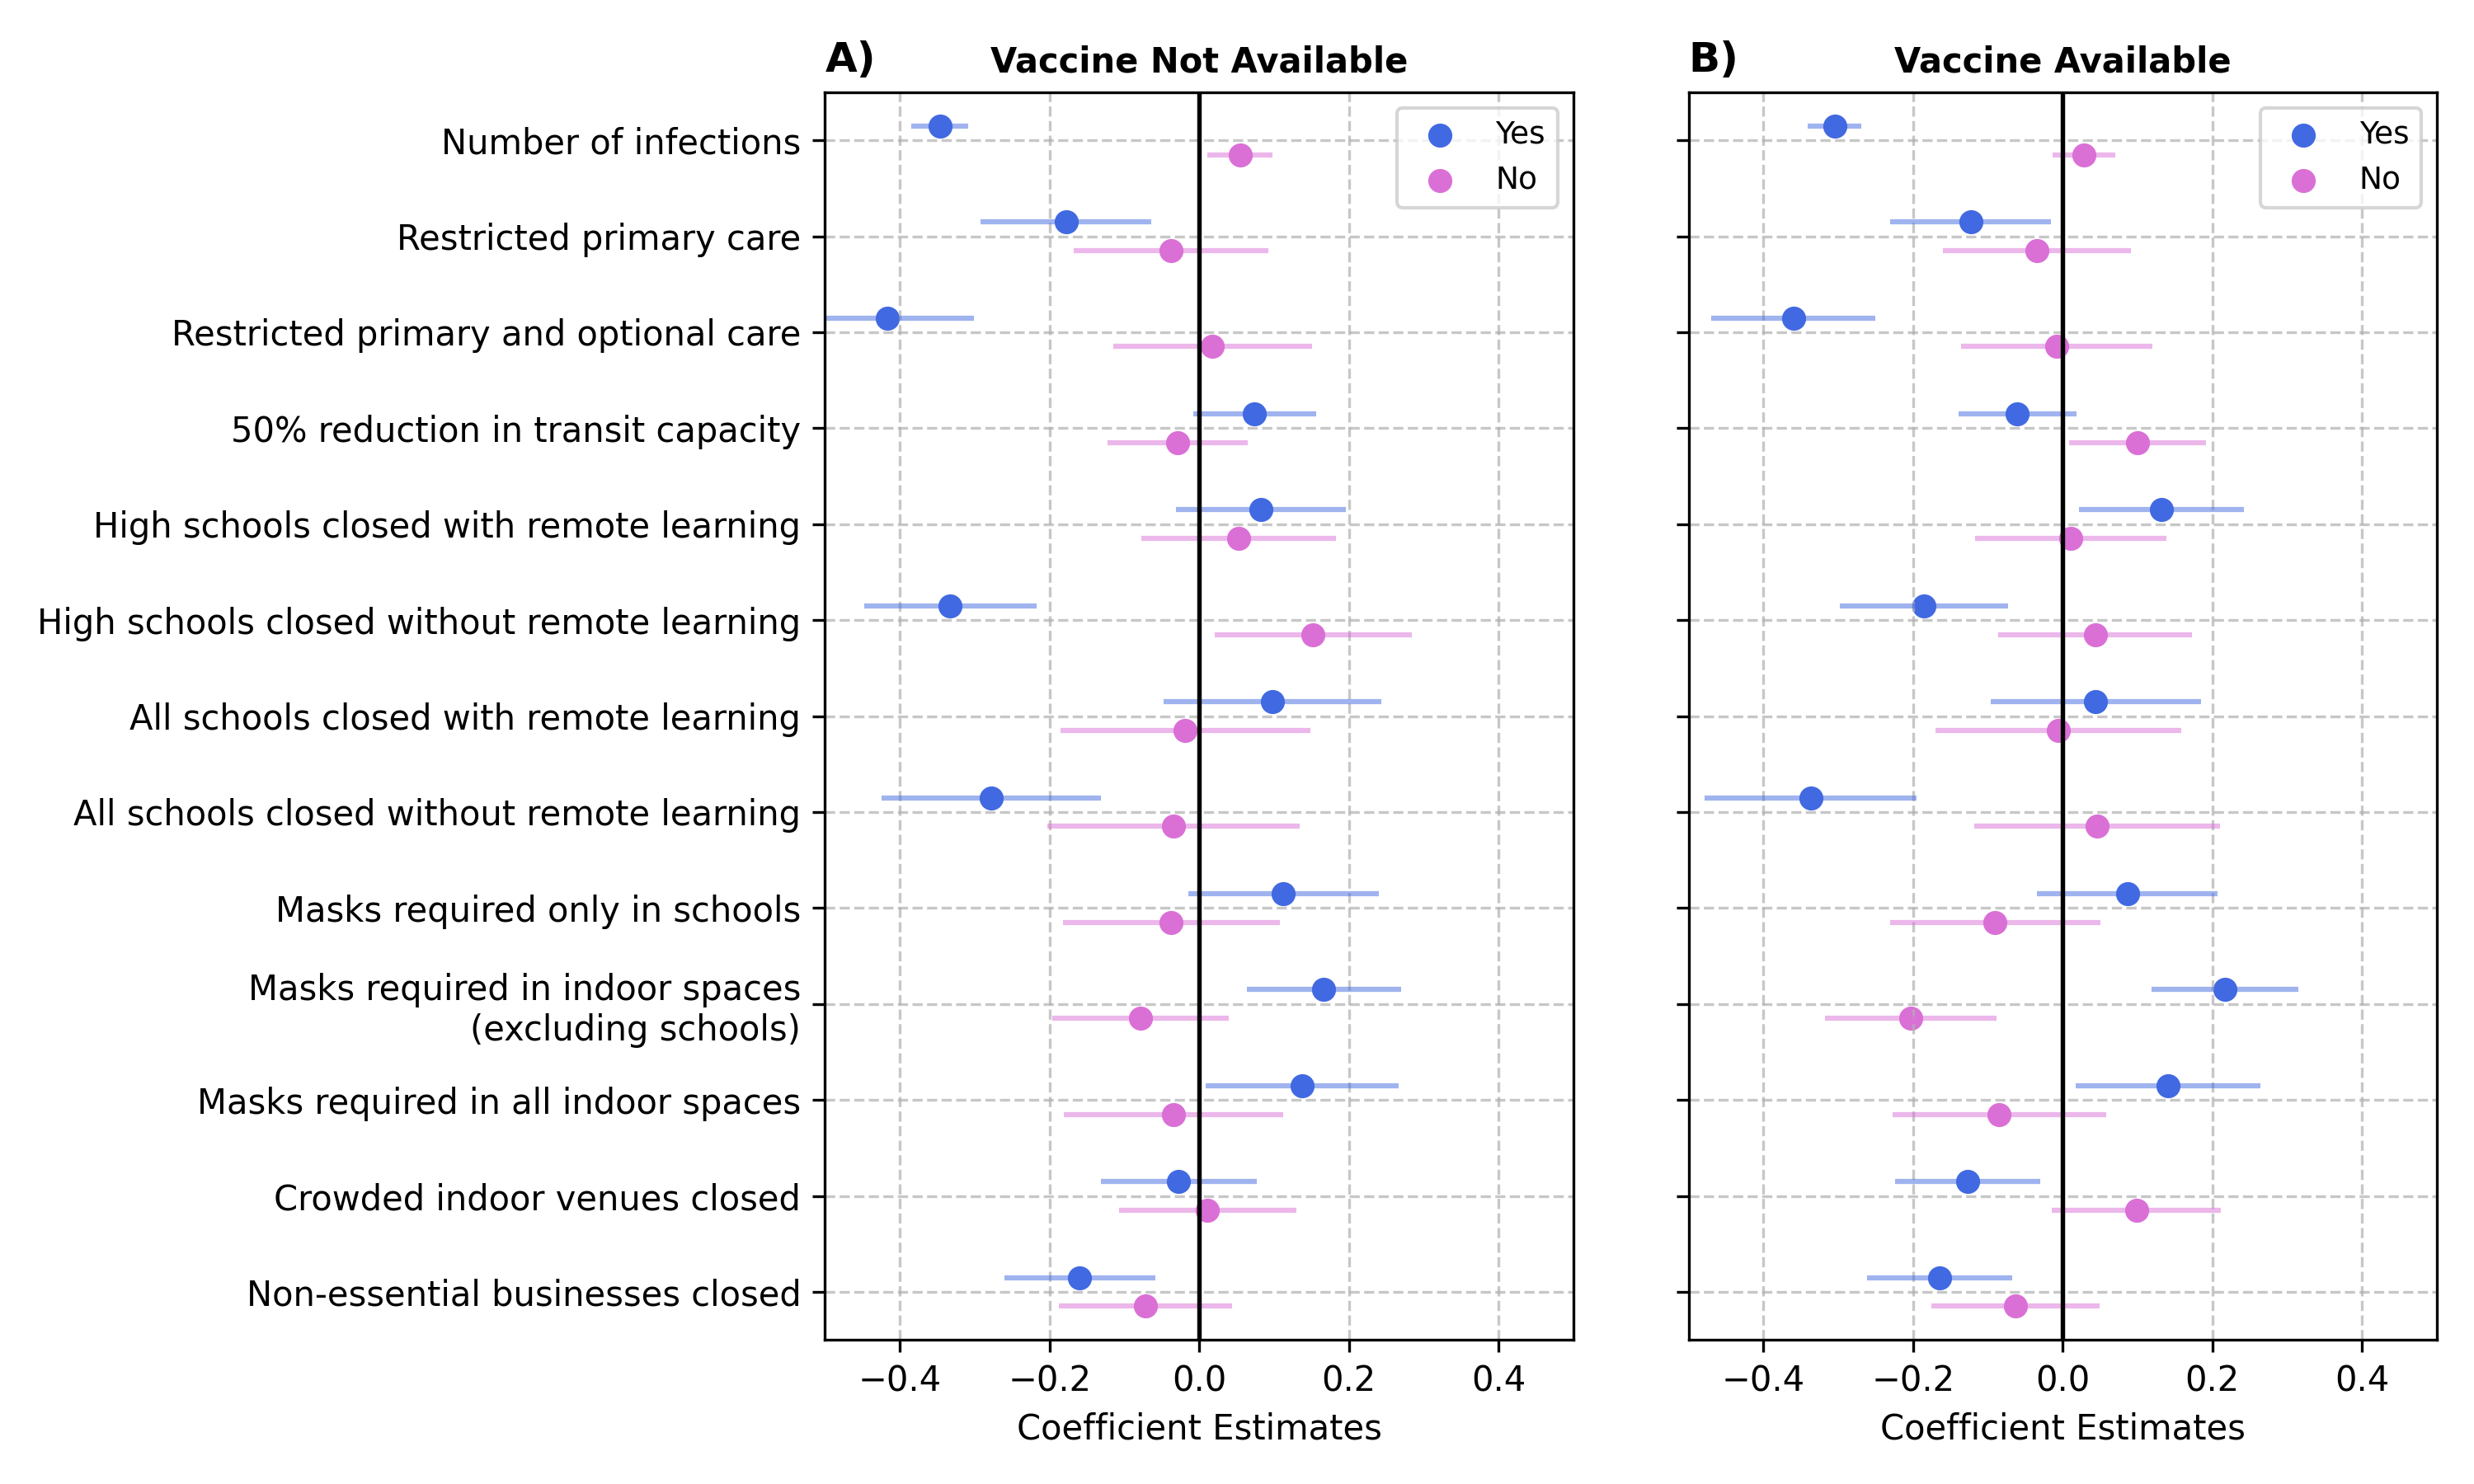 A)
Vaccine Not Available
B)
Vaccine Available
Yes
No
Yes
No
Number of infections
Restricted primary care
Restricted primary and optional care
50% reduction in transit capacity
High schools closed with remote learning
High schools closed without remote learning
All schools closed with remote learning
All schools closed without remote learning
Masks required only in schools
Masks required in indoor spaces
(excluding schools)
Masks required in all indoor spaces
Crowded indoor venues closed
Non-essential businesses closed
−0.4 −0.2 0.0 0.2 0.4
−0.4 −0.2 0.0 0.2 0.4
Coefficient Estimates
Coefficient Estimates